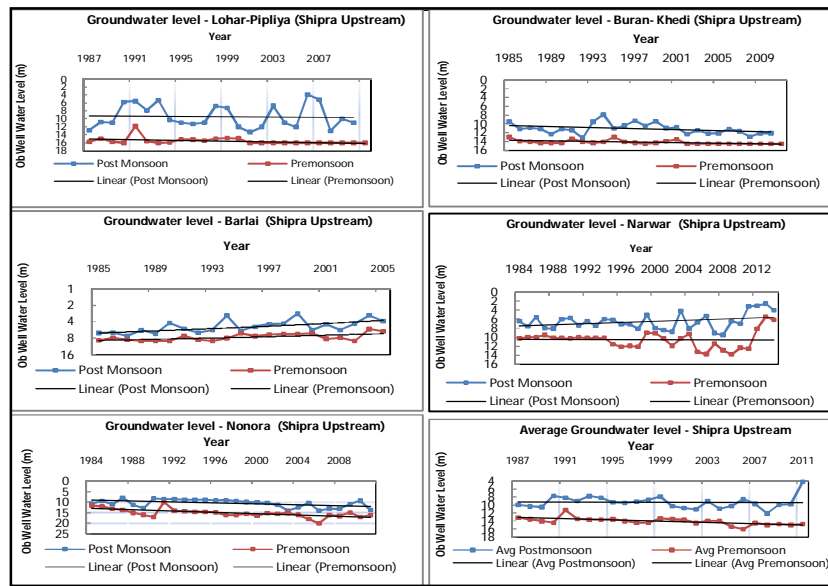 Groundwater level - Lohar-Pipliya (Shipra Upstream)
Year
1987 1991 1995 1999 2003 2007
Ob Well Water Level (m)
0
2
4
6
8
10
12
14
16
18
Post Monsoon Premonsoon
Linear (Post Monsoon) Linear (Premonsoon)
Groundwater level - Buran- Khedi (Shipra Upstream)
Year
1985 1989 1993 1997 2001 2005 2009
Ob Well Water Level (m)
0
2
4
6
8
10
12
14
16
Post Monsoon Premonsoon
Linear (Post Monsoon) Linear (Premonsoon)
Groundwater level - Barlai (Shipra Upstream)
Year
1985 1989 1994 1997 2001 2005
Ob Well Water Level (m)
1
4
8
16
Post Monsoon Premonsoon
Linear (Post Monsoon) Linear (Premonsoon)
Groundwater level - Narwar (Shipra Upstream)
Year
1984 1988 1992 1996 2000 2004 2008 2012
Ob Well Water Level (m)
0
2
4
6
8
10
12
14
16
Post Monsoon Premonsoon
Linear (Post Monsoon) Linear (Premonsoon)
Groundwater level - Nonora (Shipra Upstream)
Year
1984 1988 1992 1996 2000 2004 2008
Ob Well Water Level (m)
0
5
10
15
20
25
Post Monsoon Premonsoon
Linear (Post Monsoon) Linear (Premonsoon)
Average Groundwater level - Shipra Upstream
Year
1987 1991 1995 1999 2003 2007 2011
Ob Well Water Level (m)
4
6
8
10
12
14
16
18
Avg Postmonsoon Avg Premonsoon
Linear (Avg Postmonsoon) Linear (Avg Premonsoon)